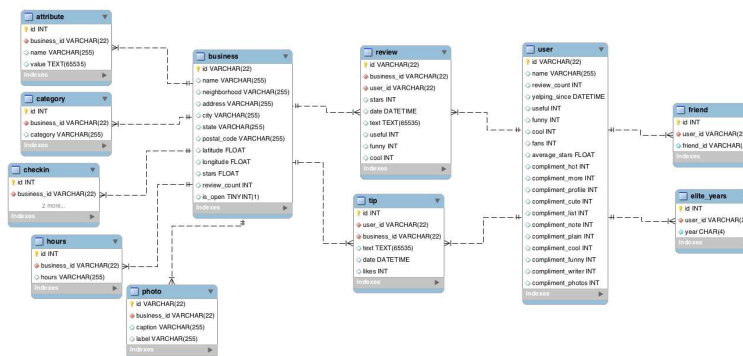 attribute
id INT
business_id VARCHAR(22)
name VARCHAR(255)
value TEXT(65535)
Indexes
category
id INT
business_id VARCHAR(22)
category VARCHAR(255)
Indexes
checkin
id INT
business_id VARCHAR(22)
2 more...
Indexes
hours
id INT
business_id VARCHAR(22)
hours VARCHAR(255)
Indexes
photo
id VARCHAR(22)
business_id VARCHAR(22)
caption VARCHAR(255)
label VARCHAR(255)
Indexes
business
id VARCHAR(22)
name VARCHAR(255)
neighborhood VARCHAR(255)
address VARCHAR(255)
city VARCHAR(255)
state VARCHAR(255)
postal_code VARCHAR(255)
latitude FLOAT
longitude FLOAT
stars FLOAT
review_count INT
is_open TINYINT(1)
Indexes
review
id VARCHAR(22)
business_id VARCHAR(22)
user_id VARCHAR(22)
stars INT
date DATETIME
text TEXT(65535)
useful INT
funny INT
cool INT
Indexes
tip
id INT
user_id VARCHAR(22)
business_id VARCHAR(22)
text TEXT(65535)
date DATETIME
likes INT
Indexes
user
id VARCHAR(22)
name VARCHAR(255)
review_count INT
yelping_since DATETIME
useful INT
funny INT
cool INT
fans INT
average_stars FLOAT
compliment_hot INT
compliment_more INT
compliment_profile INT
compliment_cute INT
compliment_list INT
compliment_note INT
compliment_plain INT
compliment_cool INT
compliment_funny INT
compliment_writer INT
compliment_photos INT
Indexes
friend
id INT
user_id VARCHAR(2
friend_id VARCHAR(
Indexes
elite_years
id INT
user_id VARCHAR(2
year CHAR(4)
Indexes